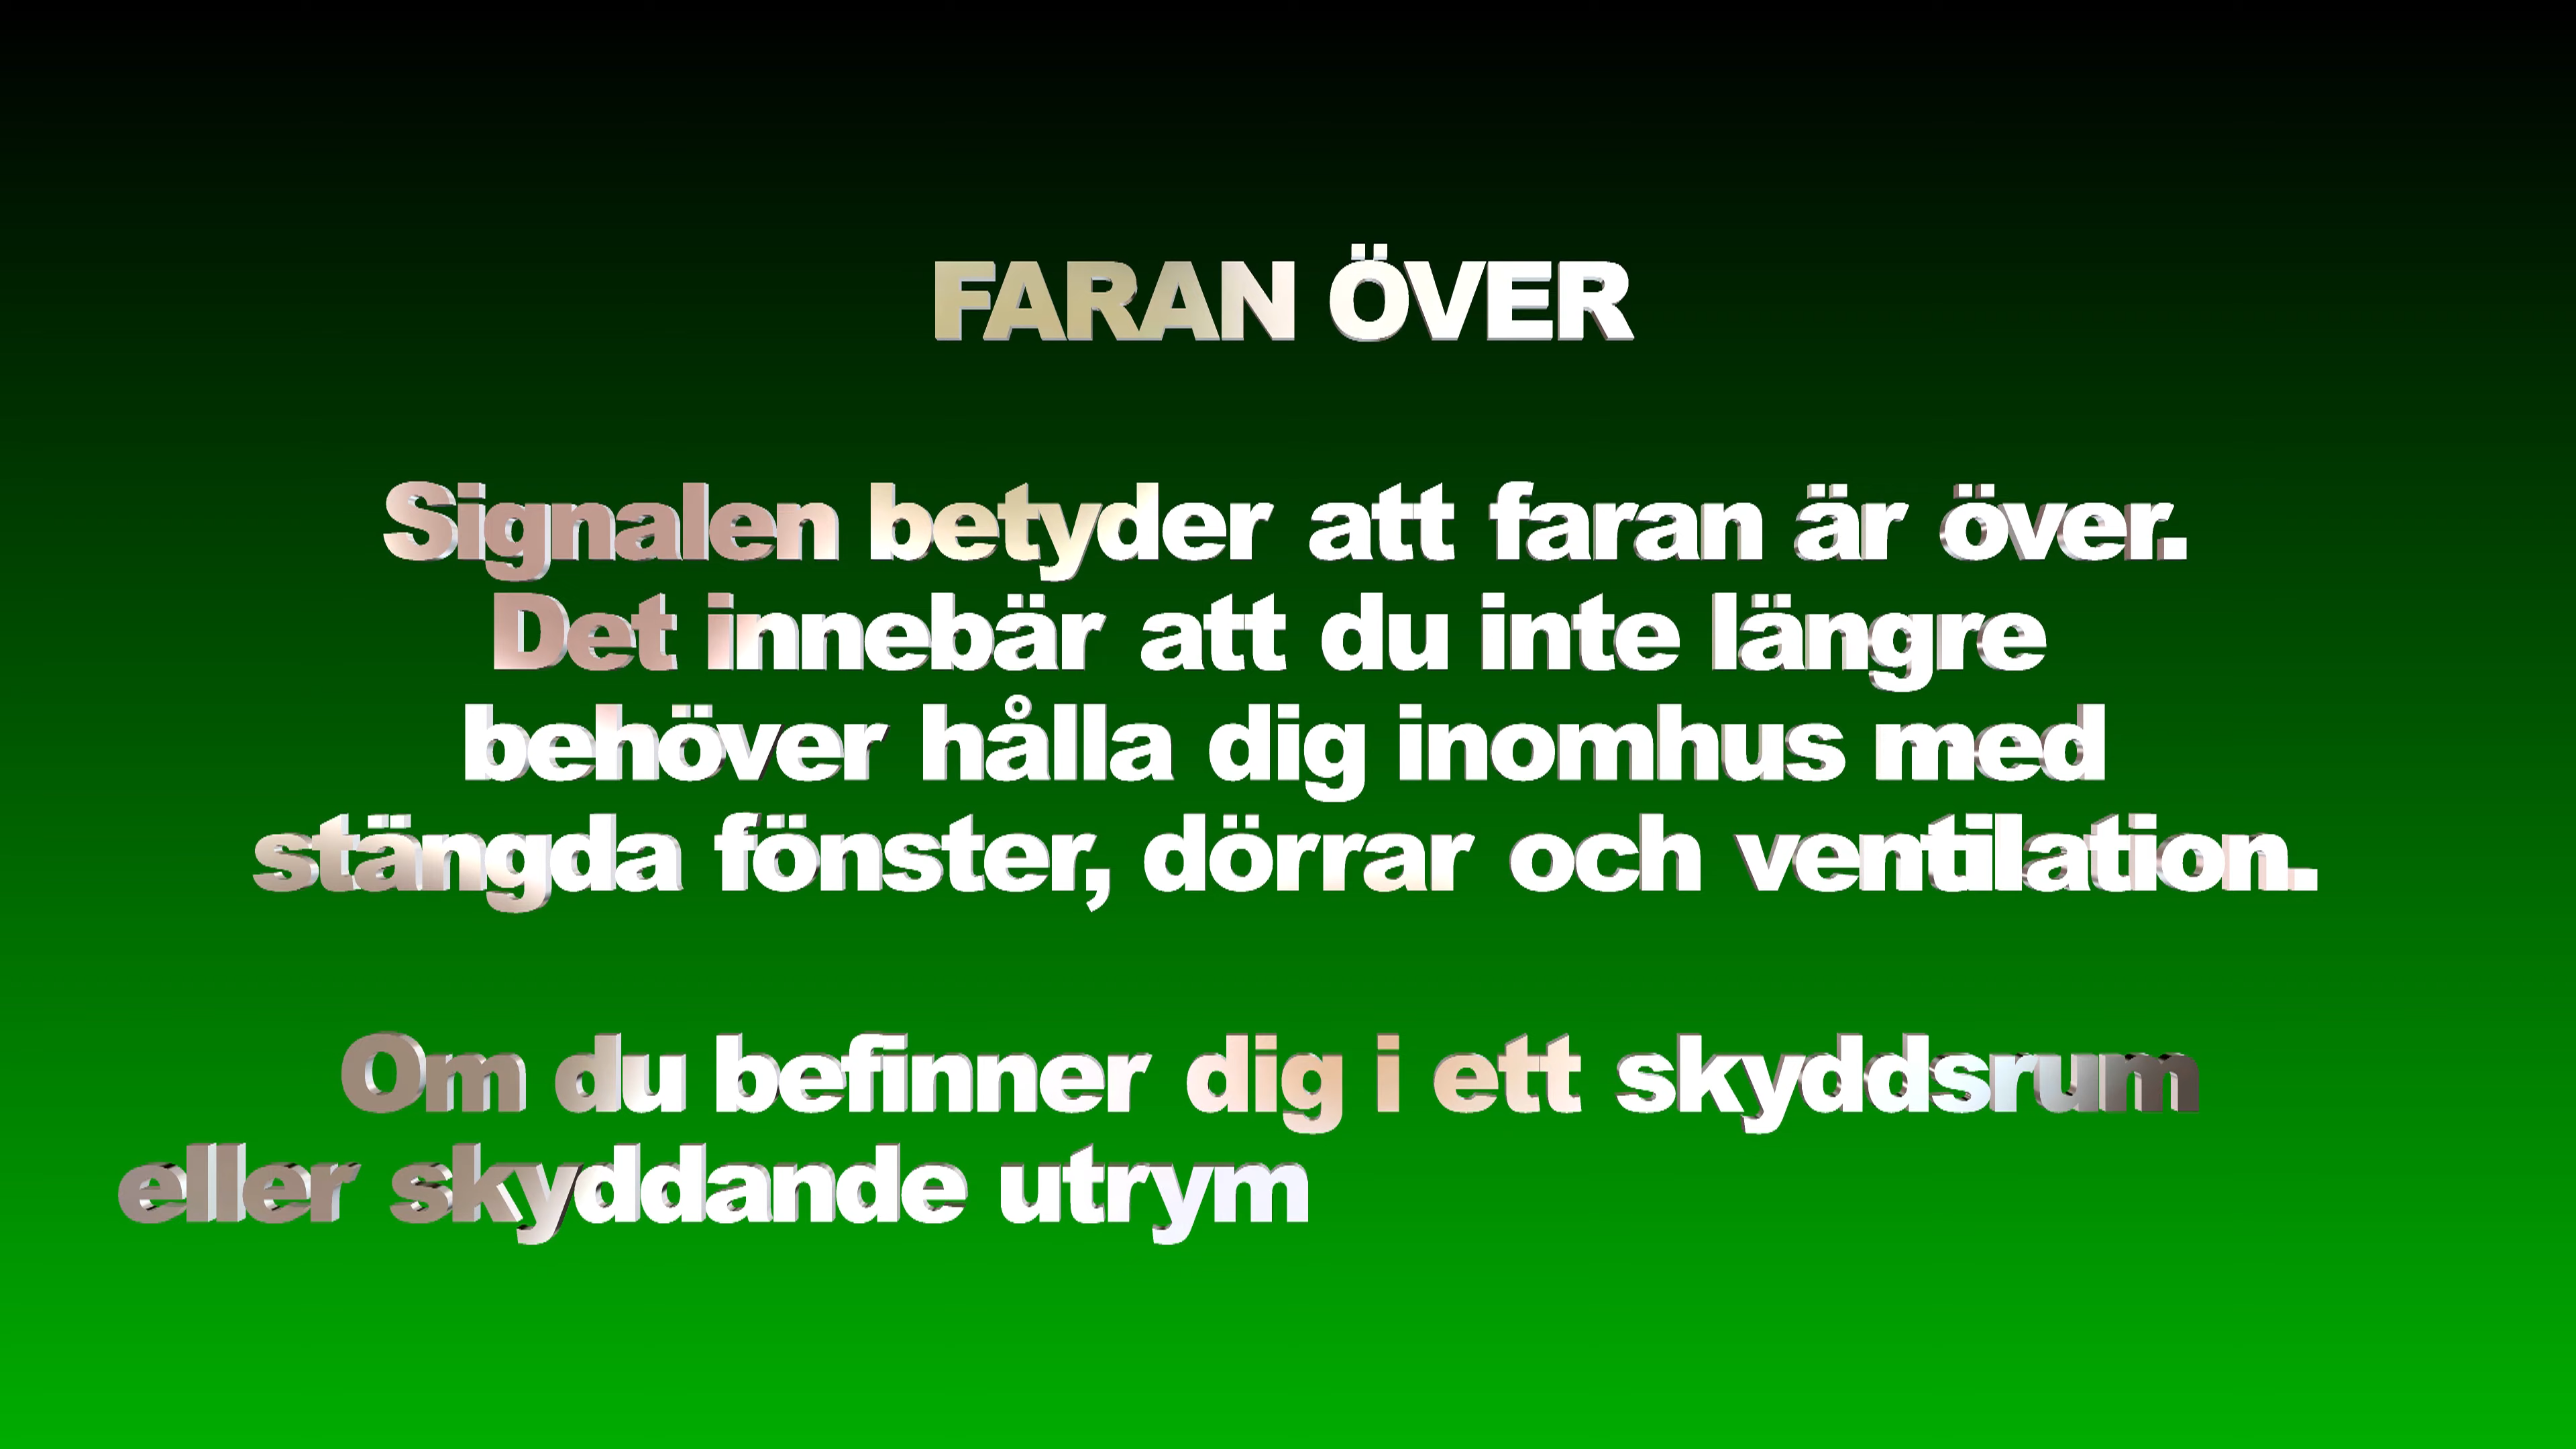 FARAN ÖVER
Signalen betyder att faran är över.
Det innebär att du inte längre
behöver hålla dig inomhus med
stängda fönster, dörrar och ventilation.
Om du befinner dig i ett skyddsrum
eller skyddande utrym